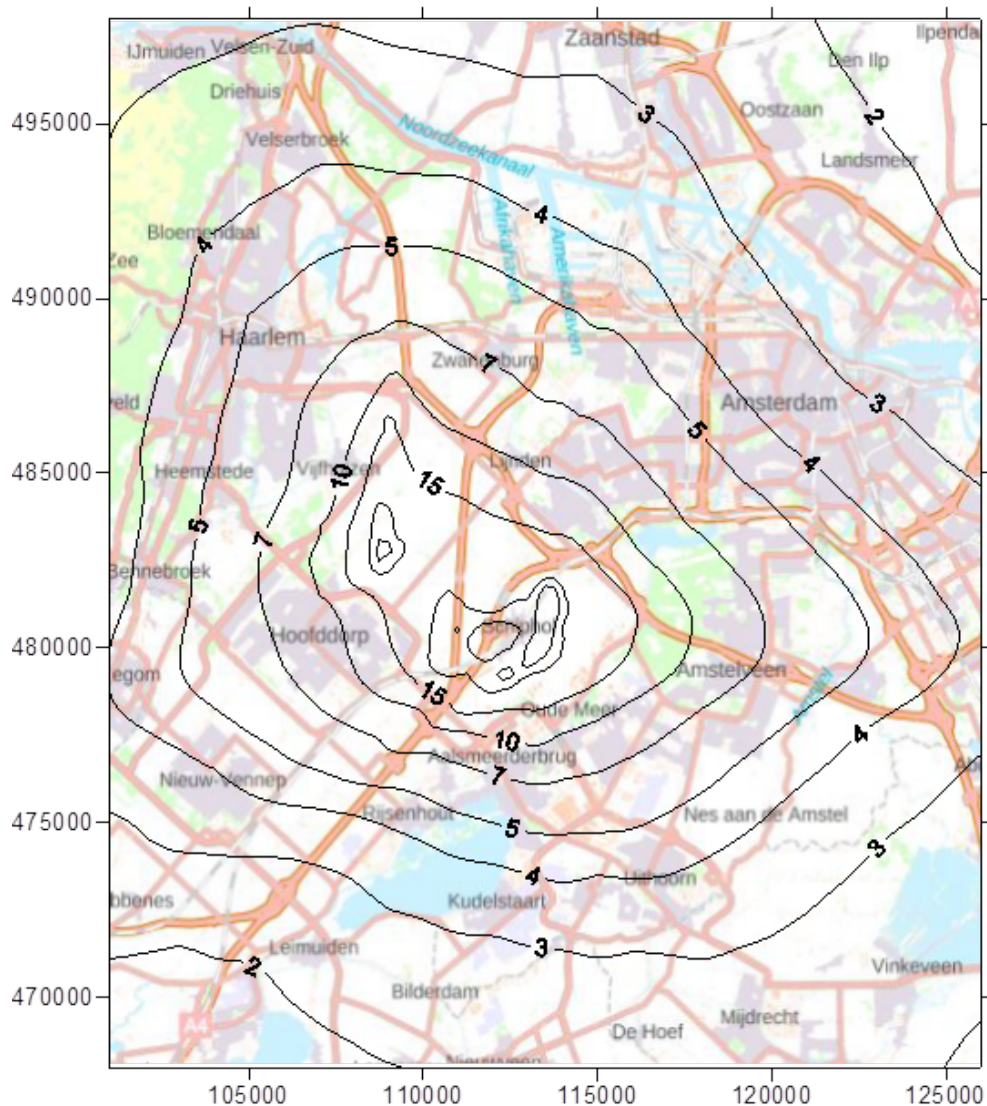 IJmuiden
Velsen-Zuid
Zaanstad
Ilpenda
Den Ilp
Driehuis
495000
3
2
Oostzaan
Velserbroek
Noordzeekanaal
Landsmeer
4
Afrikahaven
Amerikahaven
Bloemendaal
4
5
Zee
490000
Haarlem
Zwanenburg
7
veld
Amsterdam
3
5
4
485000
Heemstede
Vijfhuizen
10
15
Lijnden
5
7
Bennebroek
480000
Hoofddorp
Schiphol
egom
Amstelveen
15
Oude Meer
4
10
Aalsmeerderbrug
7
Nieuw-Vennep
475000
Rijsenhout
5
Nes aan de Amstel
3
4
Uithoorn
bbenes
Kudelstaart
Leimuiden
3
2
Vinkeveen
470000
Bilderdam
A4
De Hoef
Mijdrecht
Nieuwveen
105000
110000
115000
120000
125000